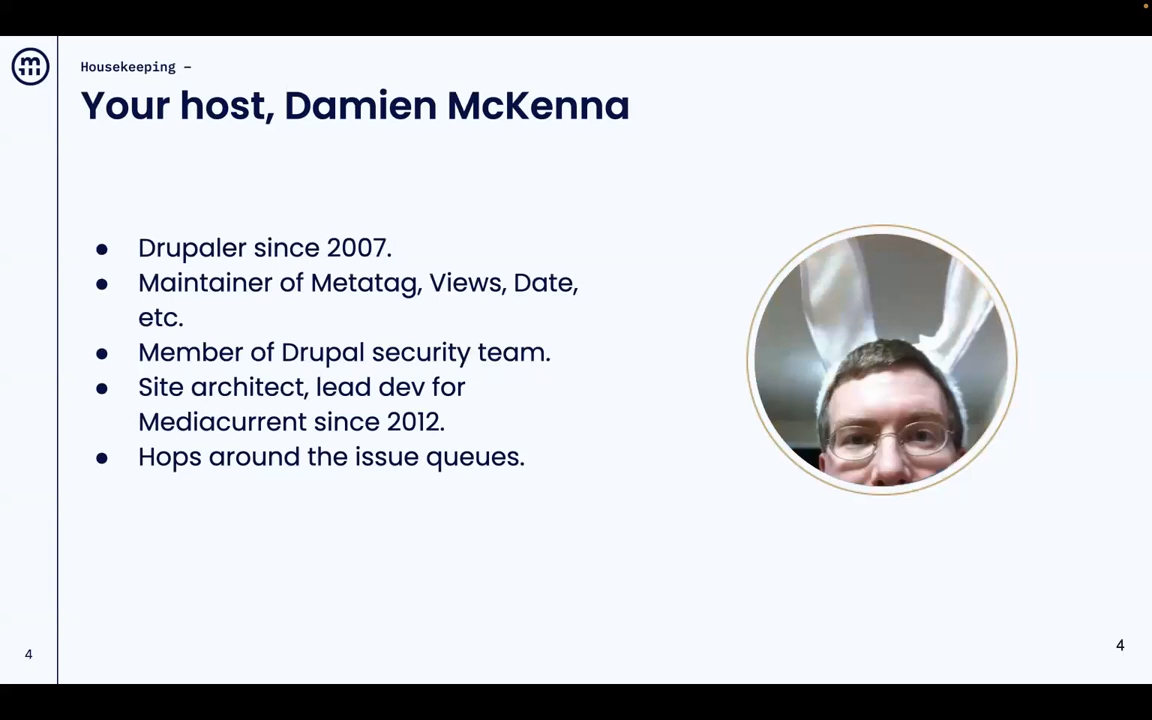 Housekeeping –
Your host, Damien McKenna
● Drupaler since 2007.
● Maintainer of Metatag, Views, Date,
etc.
● Member of Drupal security team.
● Site architect, lead dev for
Mediacurrent since 2012.
● Hops around the issue queues.
4
4